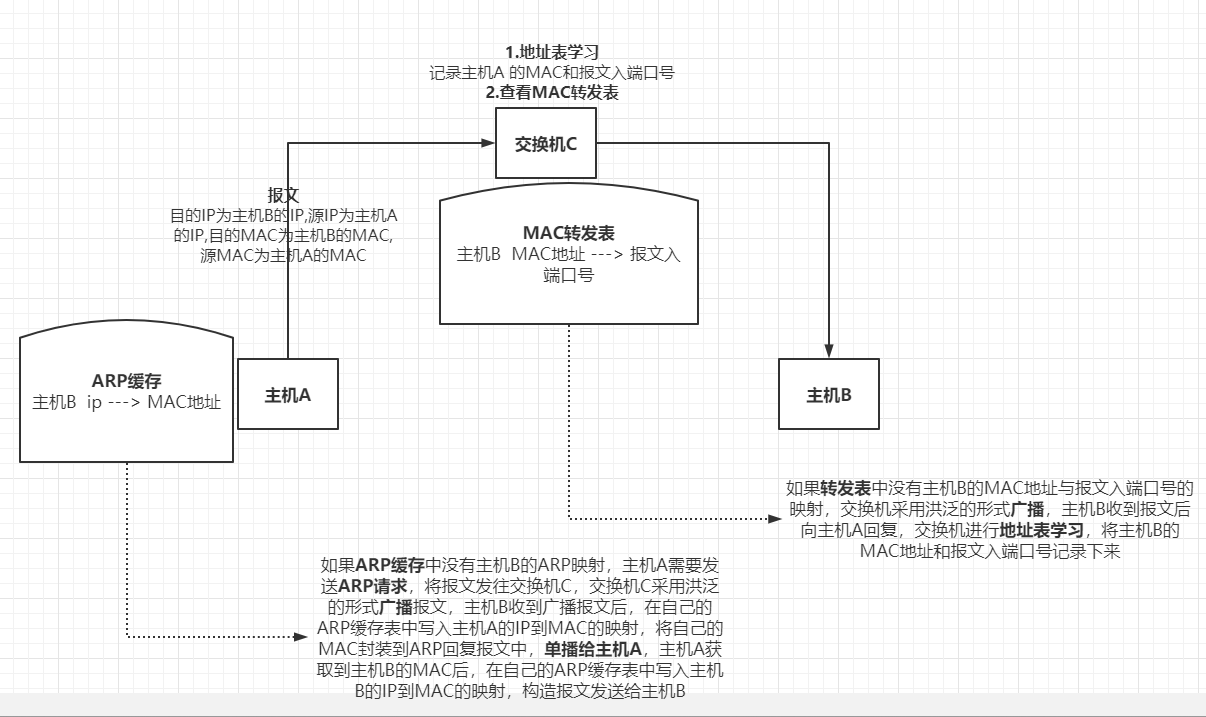 1.地址表学习
记录主机A 的MAC和报文入端口号
2.查看MAC转发表
交换机C
报文
目的IP为主机B的IP,源IP为主机A
的IP,目的MAC为主机B的MAC,
源MAC为主机A的MAC
MAC转发表
主机B MAC地址 ---> 报文入
端口号
ARP缓存
主机B ip ---> MAC地址
主机A
主机B
如果转发表中没有主机B的MAC地址与报文入端口号的
映射，交换机采用洪泛的形式广播，主机B收到报文后
向主机A回复，交换机进行地址表学习，将主机B的
MAC地址和报文入端口号记录下来
如果ARP缓存中没有主机B的ARP映射，主机A需要发
送ARP请求，将报文发往交换机C，交换机C采用洪泛
的形式广播报文，主机B收到广播报文后，在自己的
ARP缓存表中写入主机A的IP到MAC的映射，将自己的
MAC封装到ARP回复报文中，单播给主机A，主机A获
取到主机B的MAC后，在自己的ARP缓存表中写入主机
B的IP到MAC的映射，构造报文发送给主机B